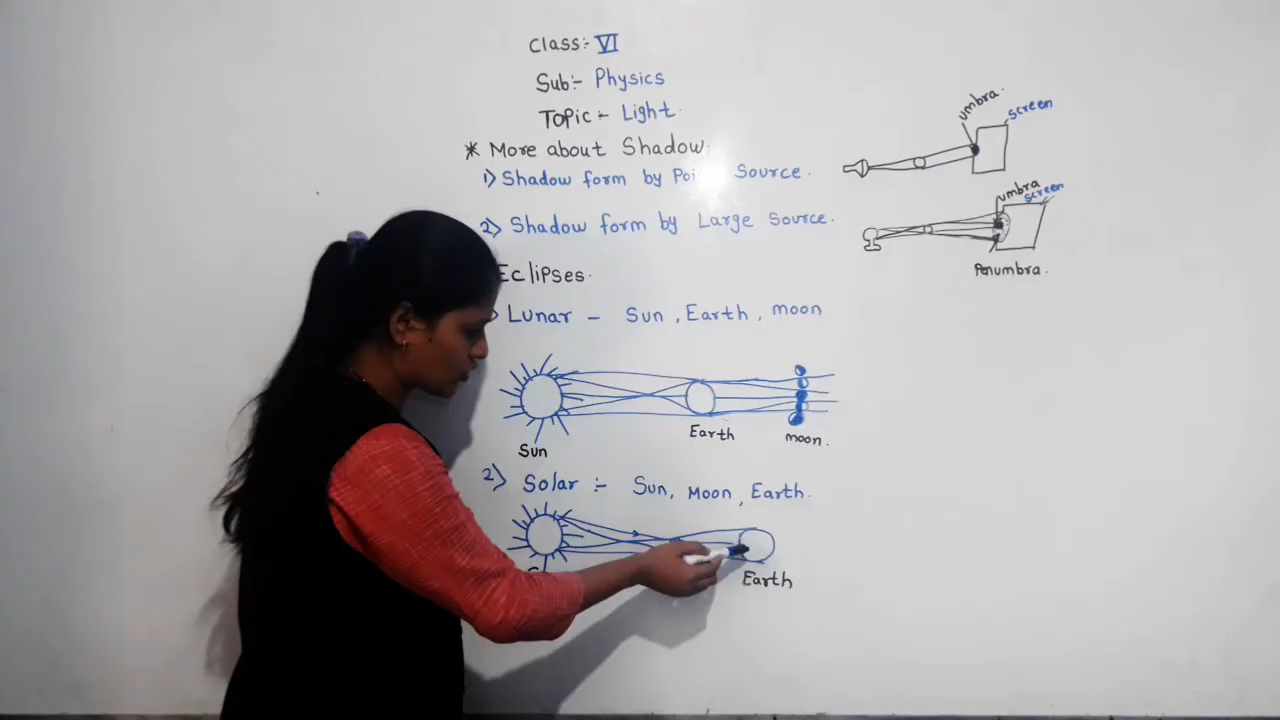 Class:- VI
Sub:- Physics
Topic:- Light.
* More about Shadow.
1) Shadow form by Poi Source.
2) Shadow form by Large Source.
Eclipses.
Lunar - Sun, Earth, moon
Sun
Earth
moon.
2) Solar :- Sun, Moon, Earth.
Earth
umbra.
screen
umbra
screen
Penumbra.